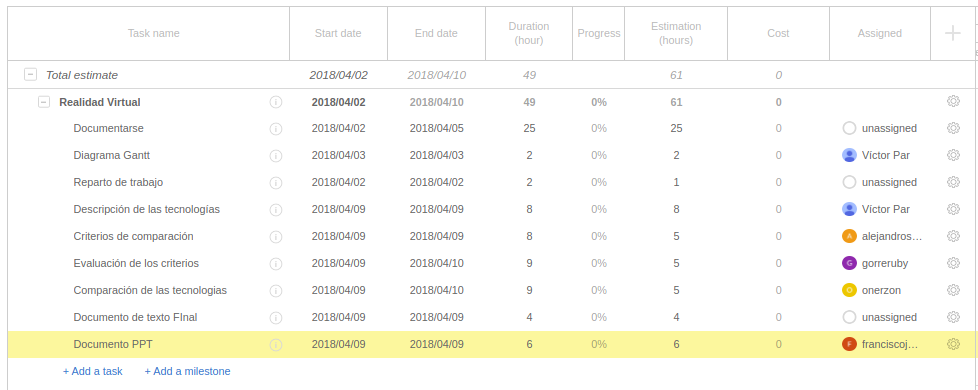 Task name Start date End date Duration (hour) Progress Estimation (hours) Cost Assigned
Total estimate 2018/04/02 2018/04/10 49 61 0
Realidad Virtual 2018/04/02 2018/04/10 49 0% 61 0
Documentarse 2018/04/02 2018/04/05 25 0% 25 0 unassigned
Diagrama Gantt 2018/04/03 2018/04/03 2 0% 2 0 Víctor Par
Reparto de trabajo 2018/04/02 2018/04/02 2 0% 1 0 unassigned
Descripción de las tecnologías 2018/04/09 2018/04/09 8 0% 8 0 Víctor Par
Criterios de comparación 2018/04/09 2018/04/09 8 0% 5 0 A alejandros…
Evaluación de los criterios 2018/04/09 2018/04/10 9 0% 5 0 G gorreruby
Comparación de las tecnologias 2018/04/09 2018/04/10 9 0% 5 0 O onerzon
Documento de texto FInal 2018/04/09 2018/04/09 4 0% 4 0 unassigned
Documento PPT 2018/04/09 2018/04/09 6 0% 6 0 F franciscoj…
+ Add a task + Add a milestone